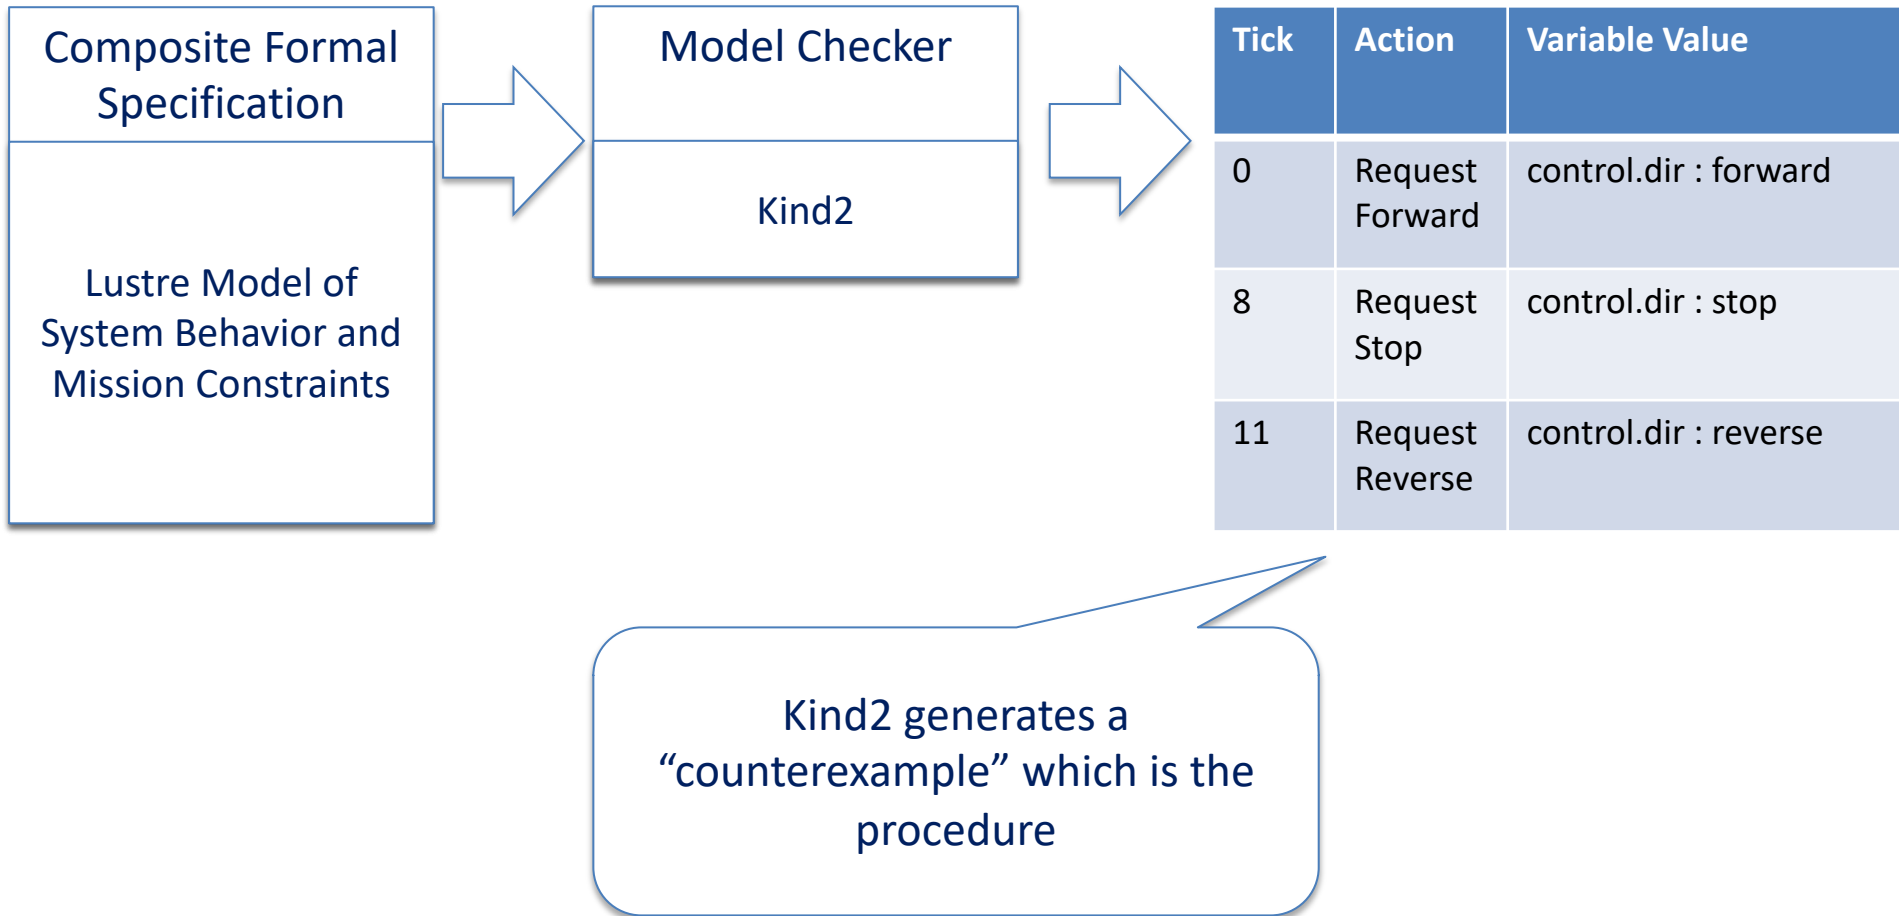 Composite Formal
Specification
Lustre Model of
System Behavior and
Mission Constraints
Model Checker
Kind2
Tick Action Variable Value
0 Request control.dir : forward
Forward
8 Request control.dir : stop
Stop
11 Request control.dir : reverse
Reverse
Kind2 generates a
“counterexample” which is the
procedure